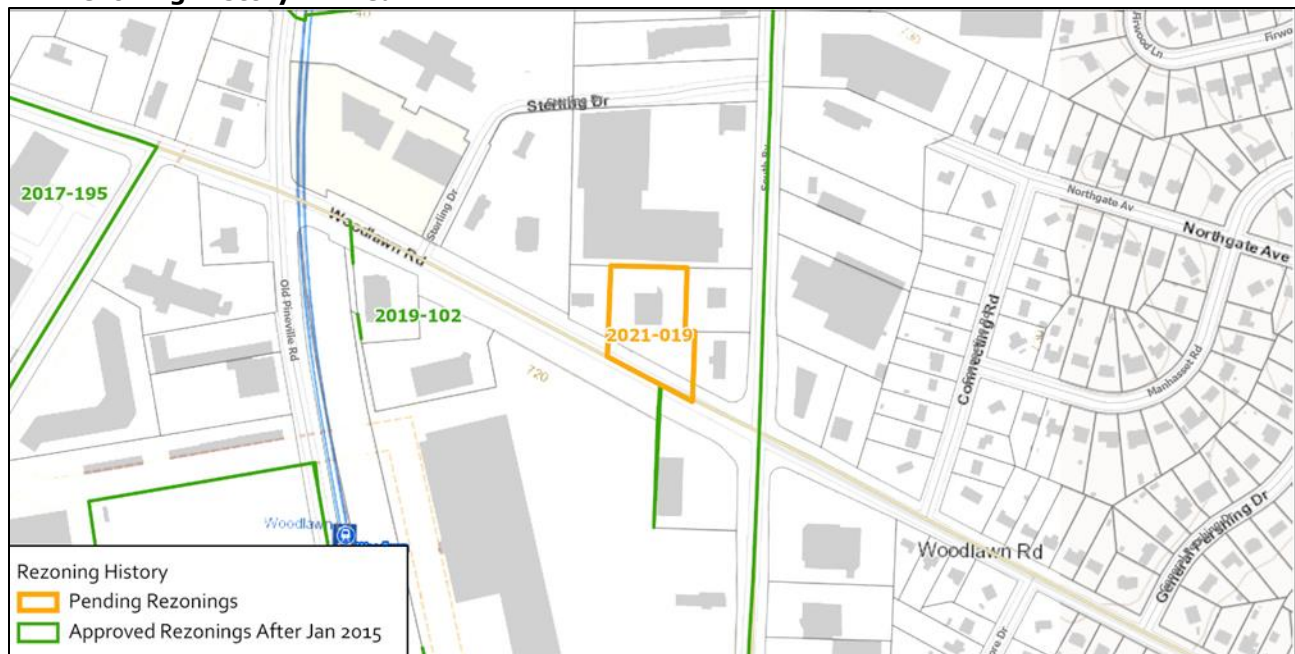 Firwood Ln
2017-195
Sterling Dr
Sterling Dr
Woodlawn Rd
Old Pineville Rd
2019-102
2021-019
720
Northgate Av
Northgate Ave
Connecting Rd
Manhasset Rd
General Pershing Dr
Woodlawn
Woodlawn Rd
Rezoning History
Pending Rezonings
Approved Rezonings After Jan 2015